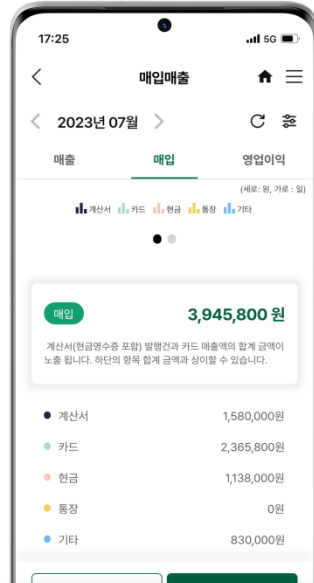 17:25 5G
매입매출
2023년 07월
매출 매입 영업이익
(세로: 원, 가로 : 일)
계산서 카드 현금 통장 기타
매입 3,945,800 원
계산서(현금영수증 포함) 발행건과 카드 매출액의 합계 금액이
노출 됩니다. 하단의 항목 합계 금액과 상이할 수 있습니다.
계산서 1,580,000원
카드 2,365,800원
현금 1,138,000원
통장 0원
기타 830,000원